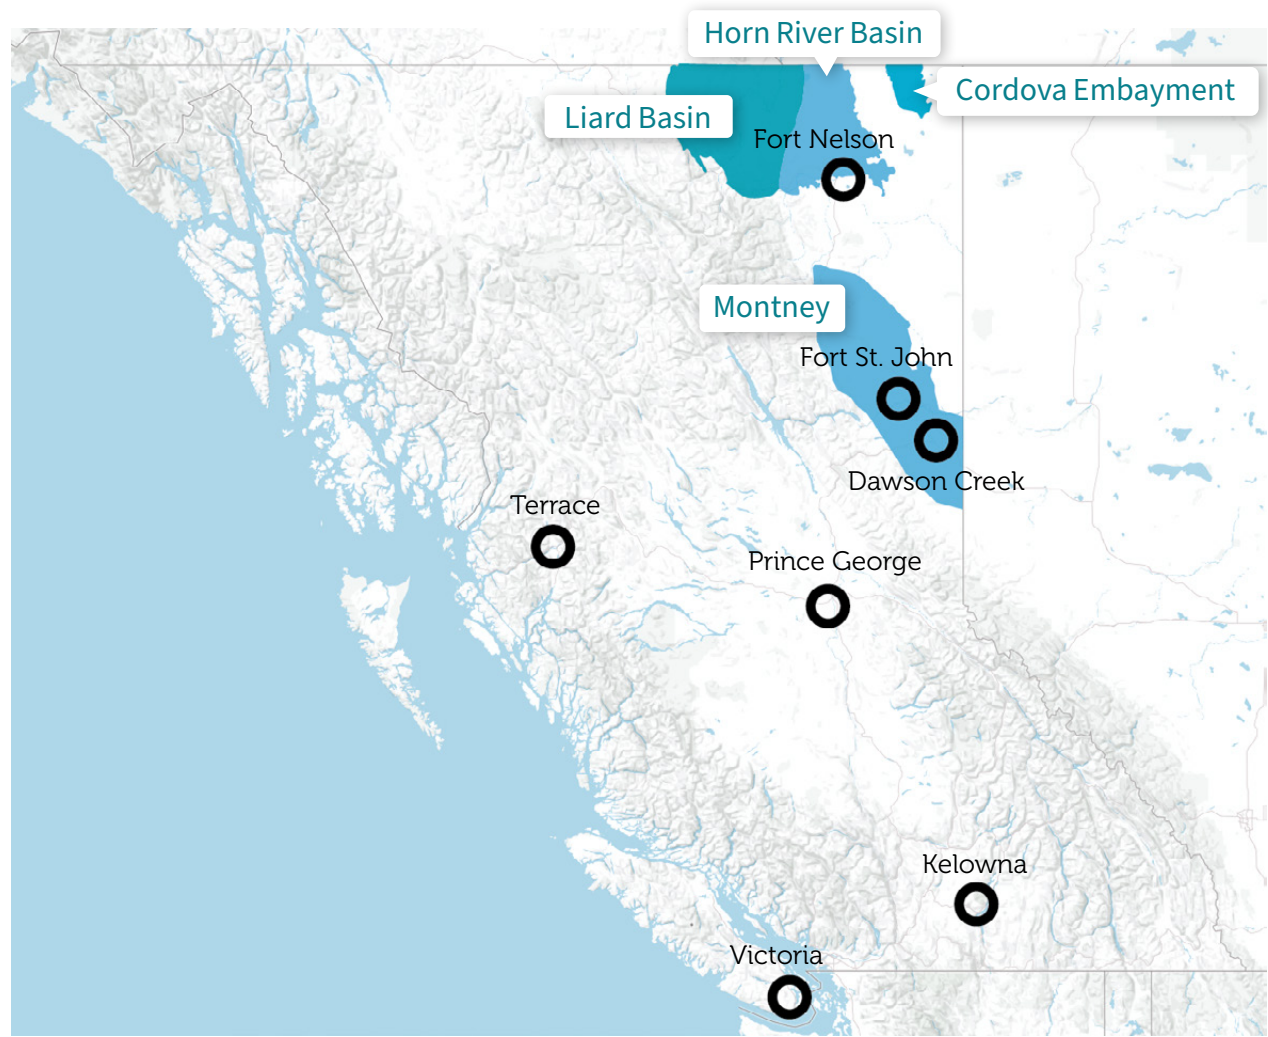 Horn River Basin
Cordova Embayment
Liard Basin
Fort Nelson
Montney
Fort St. John
Dawson Creek
Terrace
Prince George
Kelowna
Victoria